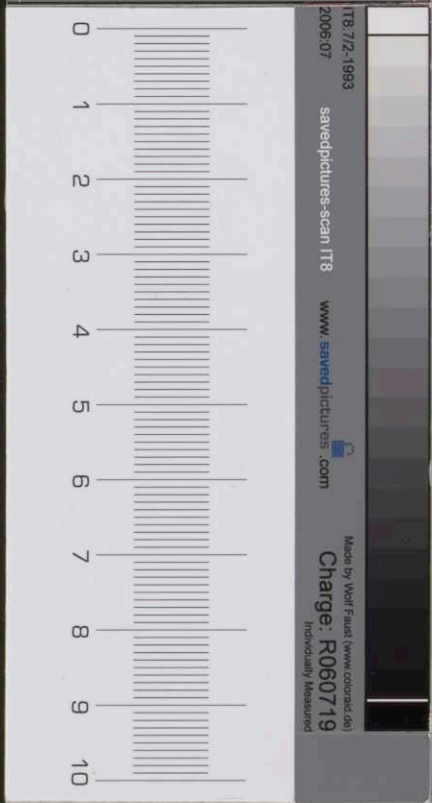 IT8.7/2-1993
2006:07
savedpictures-scan IT8
www.savedpictures.com
Made by Wolf Faust (www.coloraid.de)
Charge: R060719
Individually Measured
0
1
2
3
4
5
6
7
8
9
10